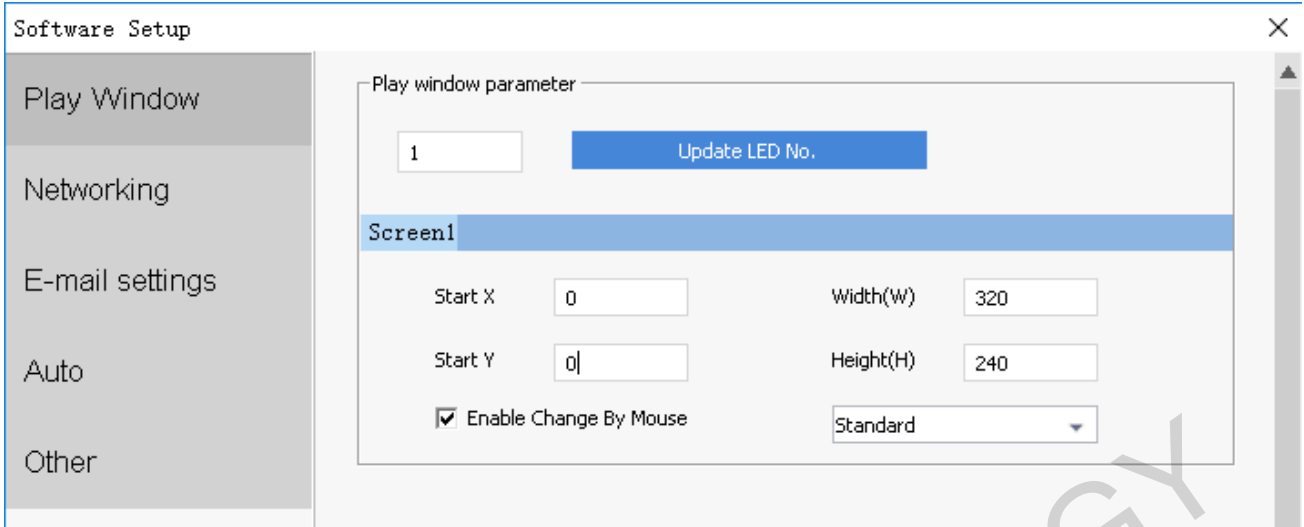 Software Setup
Play Window
Networking
E-mail settings
Auto
Other
Play window parameter
1 Update LED No.
Screen1
Start X 0 Width(W) 320
Start Y 0 Height(H) 240
Enable Change By Mouse Standard
GY